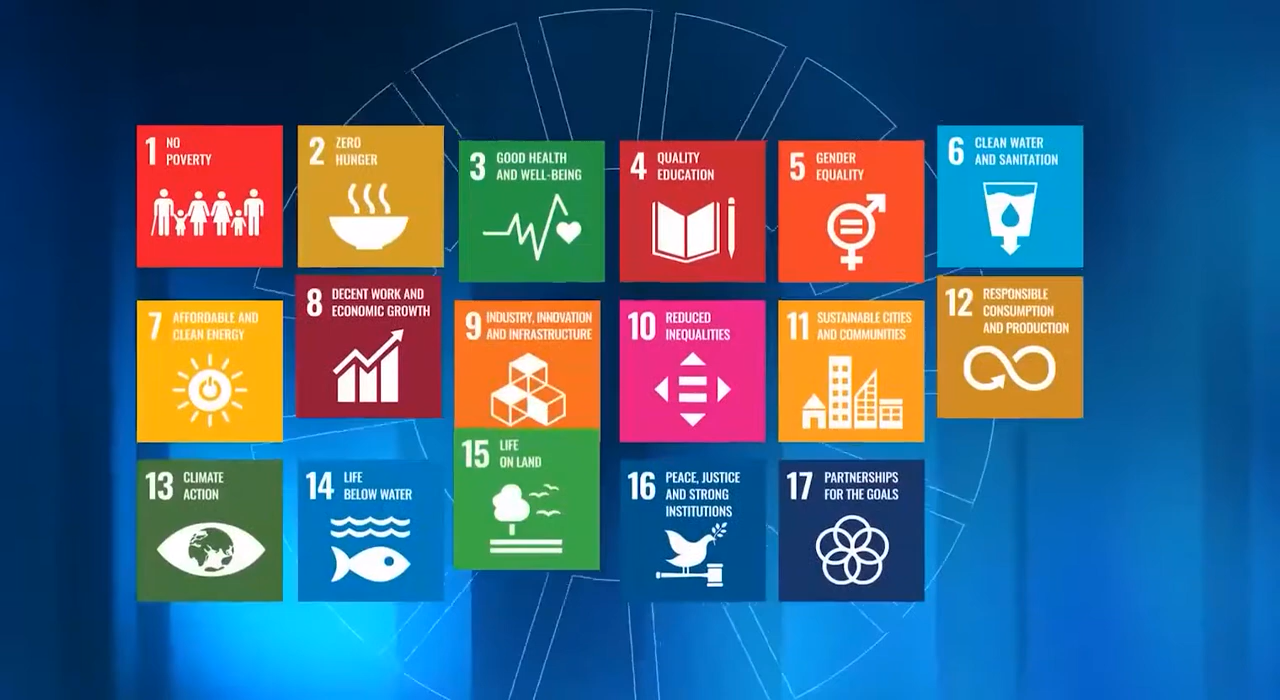 1 NO
POVERTY
2 ZERO
HUNGER
3 GOOD HEALTH
AND WELL-BEING
4 QUALITY
EDUCATION
5 GENDER
EQUALITY
6 CLEAN WATER
AND SANITATION
7 AFFORDABLE AND
CLEAN ENERGY
8 DECENT WORK AND
ECONOMIC GROWTH
9 INDUSTRY, INNOVATION
AND INFRASTRUCTURE
10 REDUCED
INEQUALITIES
11 SUSTAINABLE CITIES
AND COMMUNITIES
12 RESPONSIBLE
CONSUMPTION
AND PRODUCTION
13 CLIMATE
ACTION
14 LIFE
BELOW WATER
15 LIFE
ON LAND
16 PEACE, JUSTICE
AND STRONG
INSTITUTIONS
17 PARTNERSHIPS
FOR THE GOALS